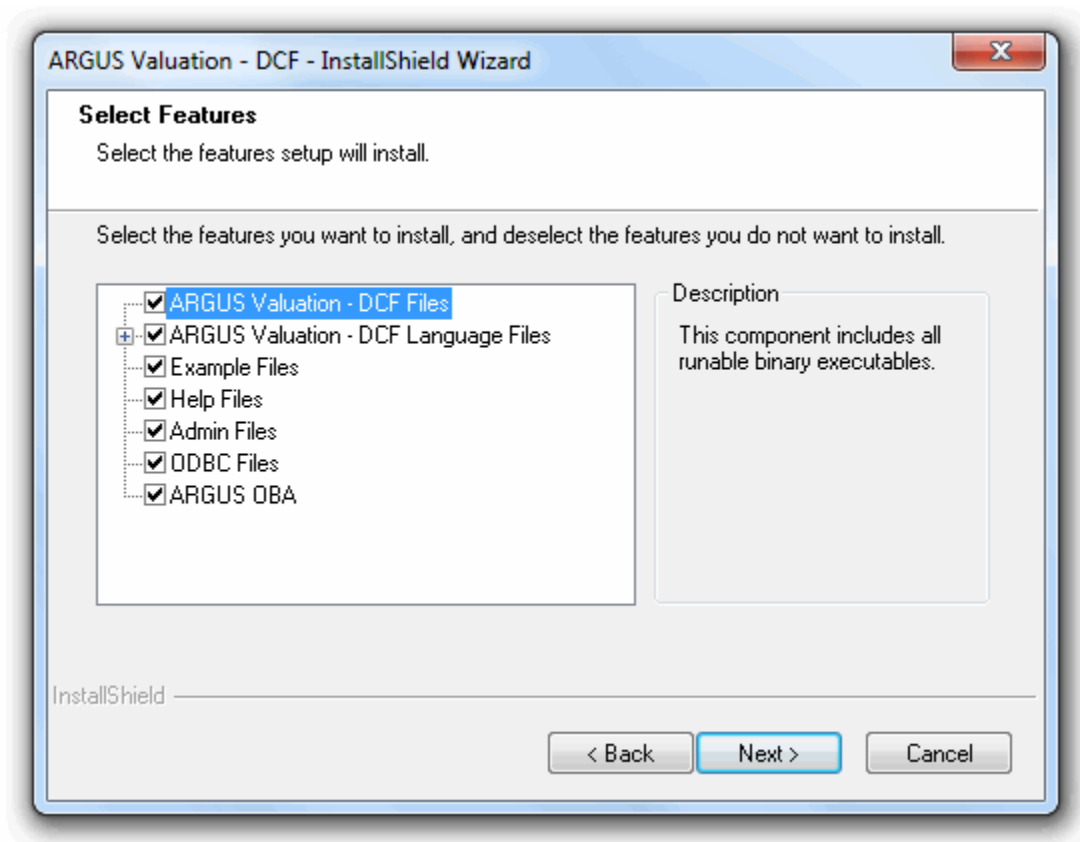 ARGUS Valuation - DCF - InstallShield Wizard
Select Features
Select the features setup will install.
Select the features you want to install, and deselect the features you do not want to install.
ARGUS Valuation - DCF Files
ARGUS Valuation - DCF Language Files
Example Files
Help Files
Admin Files
ODBC Files
ARGUS OBA
Description
This component includes all
runable binary executables.
InstallShield
< Back
Next >
Cancel